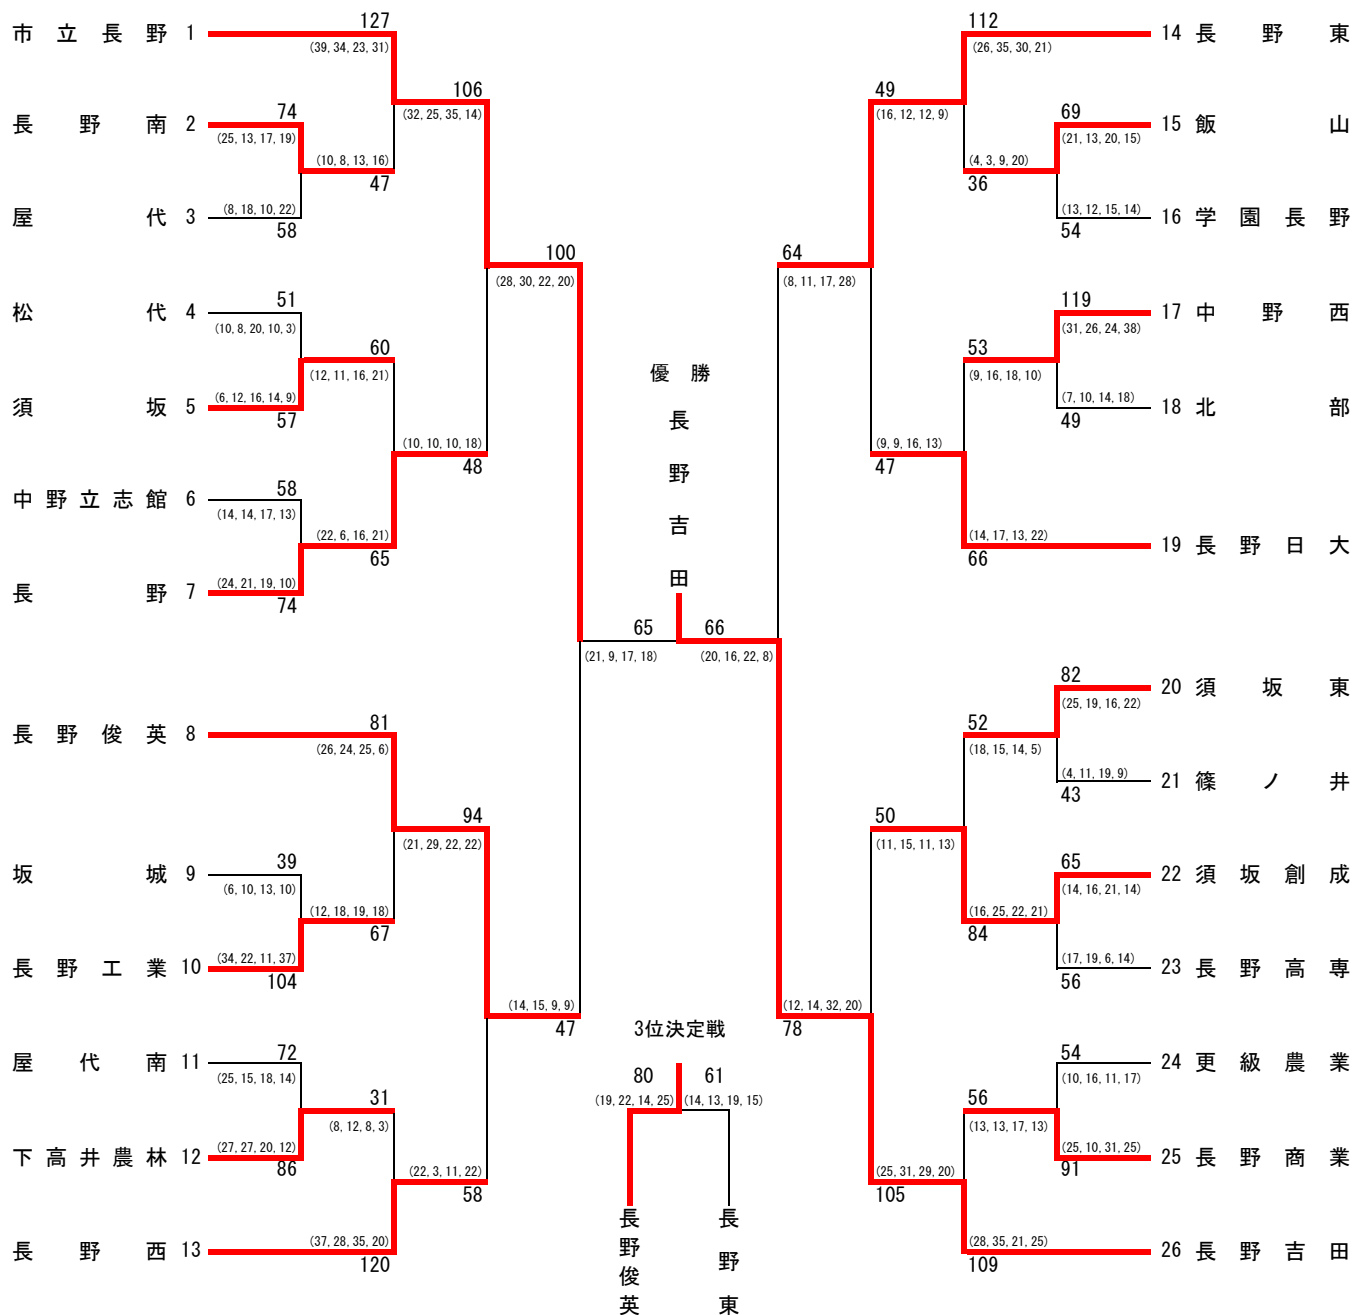 市立長野 1
127
(39, 34, 23, 31)
106
(32, 25, 35, 14)
長野南 2
74
(25, 13, 17, 19)
(10, 8, 13, 16)
47
屋代 3
(8, 18, 10, 22)
58
100
(28, 30, 22, 20)
松代 4
51
(10, 8, 20, 10, 3)
60
(12, 11, 16, 21)
須坂 5
(6, 12, 16, 14, 9)
57
(10, 10, 10, 18)
48
中野立志館 6
58
(14, 14, 17, 13)
(22, 6, 16, 21)
65
長野 7
(24, 21, 19, 10)
74
65
(21, 9, 17, 18)
長野俊英 8
81
(26, 24, 25, 6)
94
(21, 29, 22, 22)
坂城 9
39
(6, 10, 13, 10)
(12, 18, 19, 18)
67
長野工業 10
(34, 22, 11, 37)
104
(14, 15, 9, 9)
47
屋代南 11
72
(25, 15, 18, 14)
31
(8, 12, 8, 3)
下高井農林 12
(27, 27, 20, 12)
86
(22, 3, 11, 22)
58
長野西 13
(37, 28, 35, 20)
120
優勝
長野吉田
66
(20, 16, 22, 8)
3位決定戦
80
(19, 22, 14, 25)
61
(14, 13, 19, 15)
長野俊英
長野東
112
(26, 35, 30, 21)
14 長野東
49
(16, 12, 12, 9)
69
(21, 13, 20, 15)
15 飯山
(4, 3, 9, 20)
36
(13, 12, 15, 14)
54
16 学園長野
64
(8, 11, 17, 28)
119
(31, 26, 24, 38)
17 中野西
53
(9, 16, 18, 10)
(7, 10, 14, 18)
49
18 北部
(9, 9, 16, 13)
47
(14, 17, 13, 22)
66
19 長野日大
82
(25, 19, 16, 22)
20 須坂東
52
(18, 15, 14, 5)
(4, 11, 19, 9)
43
21 篠ノ井
50
(11, 15, 11, 13)
65
(14, 16, 21, 14)
22 須坂創成
(16, 25, 22, 21)
84
(17, 19, 6, 14)
56
23 長野高専
(12, 14, 32, 20)
78
54
(10, 16, 11, 17)
24 更級農業
56
(13, 13, 17, 13)
(25, 10, 31, 25)
91
25 長野商業
(25, 31, 29, 20)
105
(28, 35, 21, 25)
109
26 長野吉田